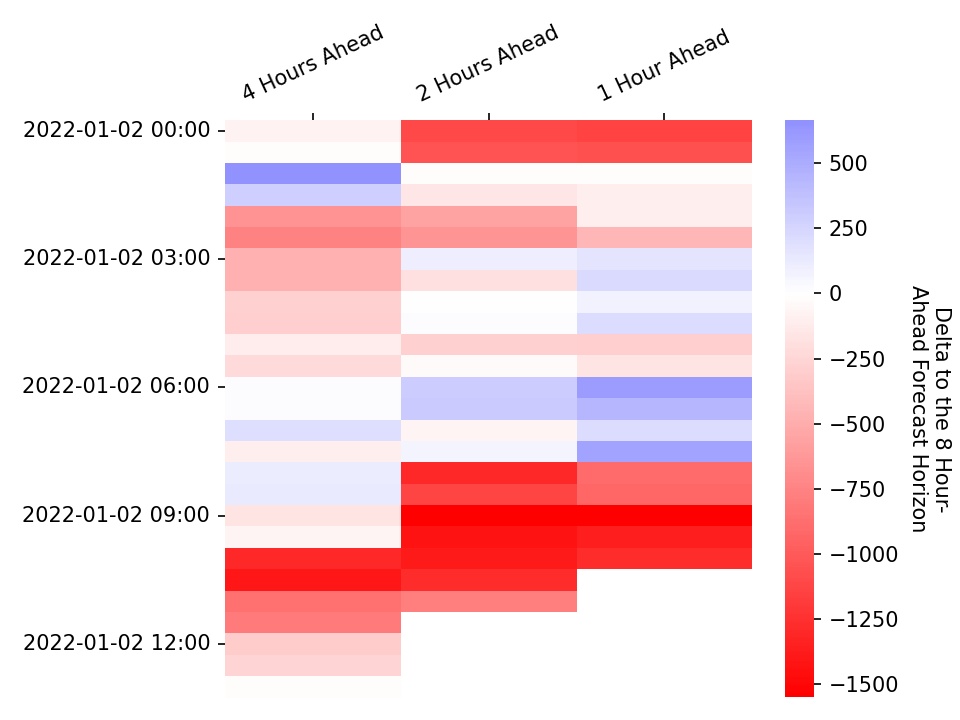 4 Hours Ahead
2 Hours Ahead
1 Hour Ahead
2022-01-02 00:00
2022-01-02 03:00
2022-01-02 06:00
2022-01-02 09:00
2022-01-02 12:00
500
250
0
−250
−500
−750
−1000
−1250
−1500
Delta to the 8 Hour-
Ahead Forecast Horizon